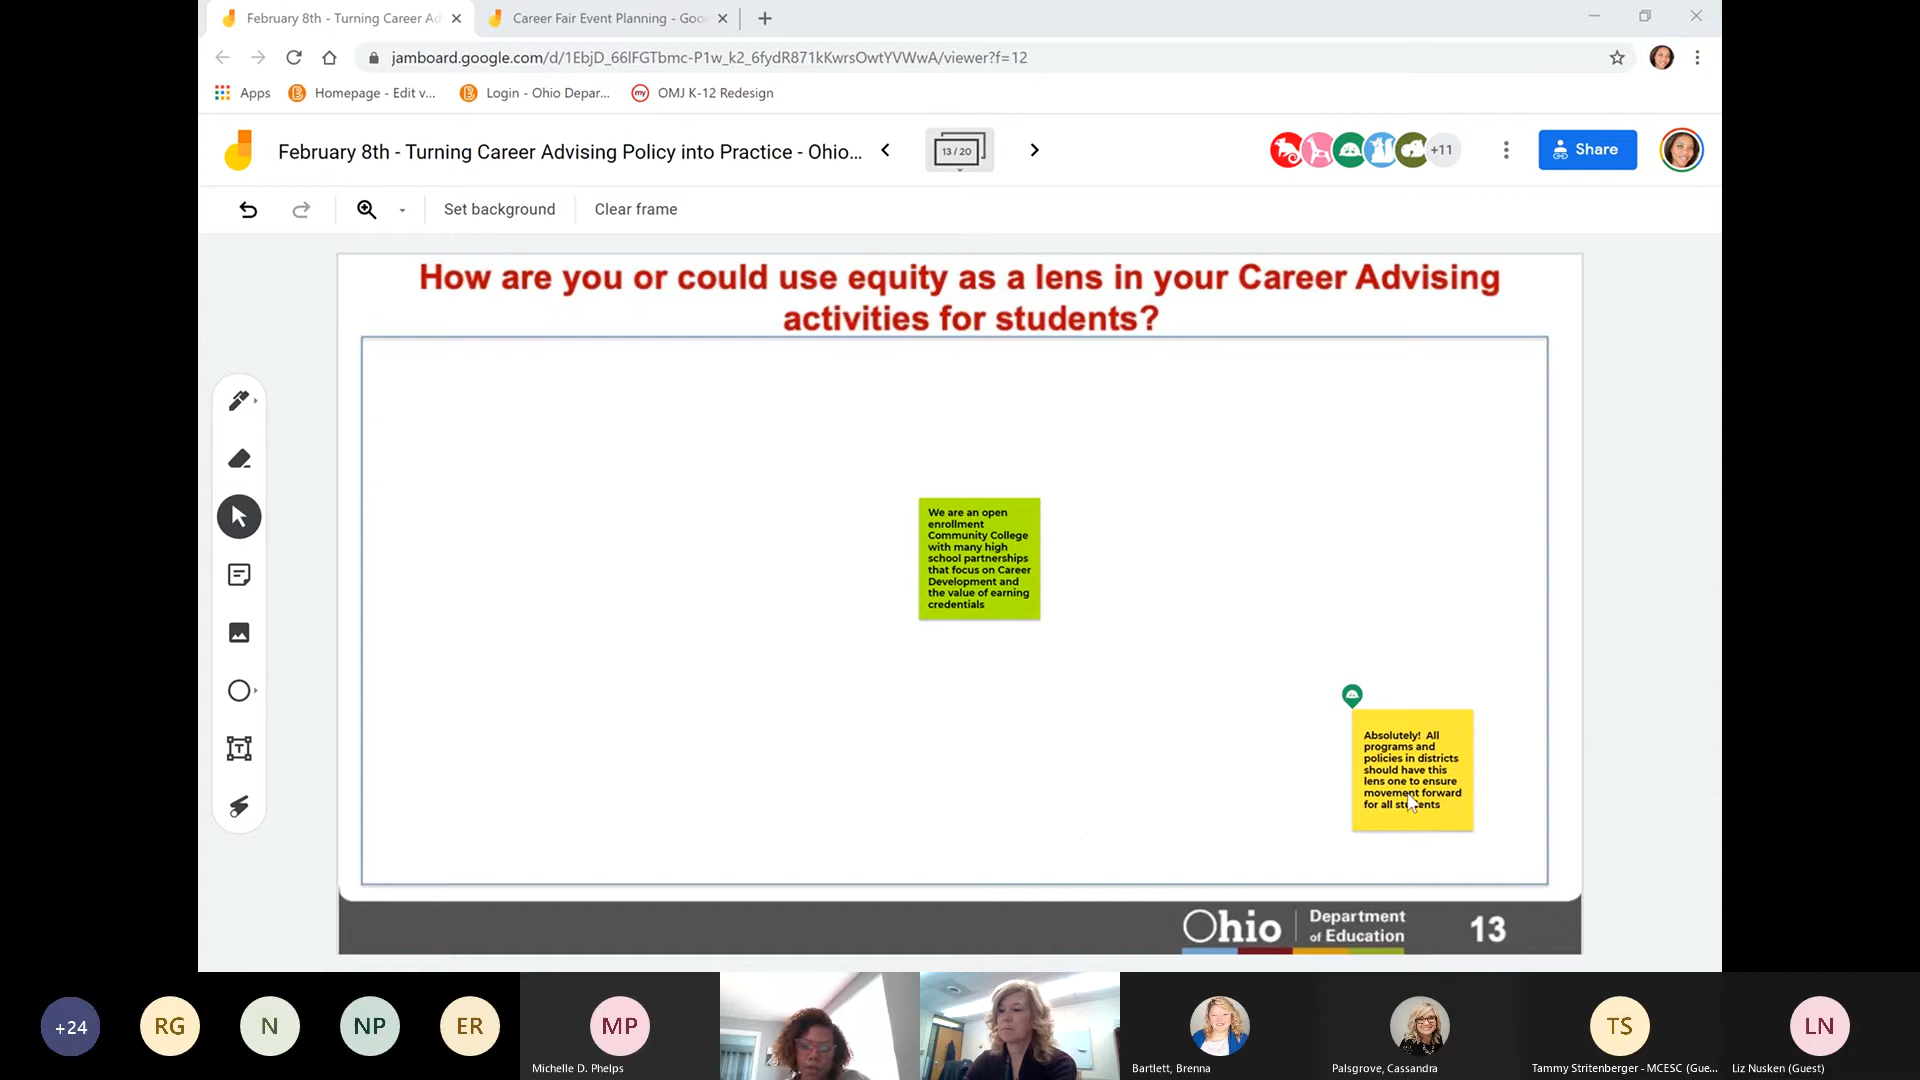 February 8th - Turning Career Ad
Career Fair Event Planning - Goo
jamboard.google.com/d/1EbjD_66lFGTbmc-P1w_k2_6fydR871kKwrsOwtYVWwA/viewer?f=12
Apps
Homepage - Edit v...
Login - Ohio Depar...
my
OMJ K-12 Redesign
February 8th - Turning Career Advising Policy into Practice - Ohio...
13 / 20
+11
Share
Set background
Clear frame
How are you or could use equity as a lens in your Career Advising
activities for students?
We are an open
enrollment
Community College
with many high
school partnerships
that focus on Career
Development and
the value of earning
credentials
Absolutely! All
programs and
policies in districts
should have this
lens one to ensure
movement forward
for all students
Ohio
Department
of Education
13
+24
RG
N
NP
ER
MP
TS
LN
Michelle D. Phelps
Bartlett, Brenna
Palsgrove, Cassandra
Tammy Stritenberger - MCESC (Gue...
Liz Nusken (Guest)